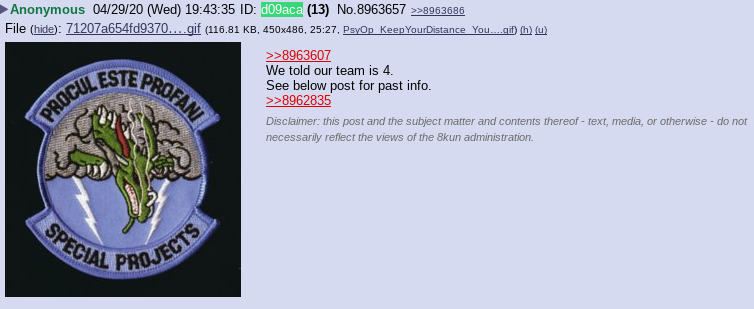 Anonymous 04/29/20 (Wed) 19:43:35 ID: d09aca (13) No.8963657 >>8963686
File (hide): 71207a654fd9370….gif (116.81 KB, 450x486, 25:27, PsyOp_KeepYourDistance_You….gif) (h) (u)
PROCUL ESTE PROFANI
SPECIAL PROJECTS
>>8963607
We told our team is 4.
See below post for past info.
>>8962835
Disclaimer: this post and the subject matter and contents thereof - text, media, or otherwise - do not
necessarily reflect the views of the 8kun administration.